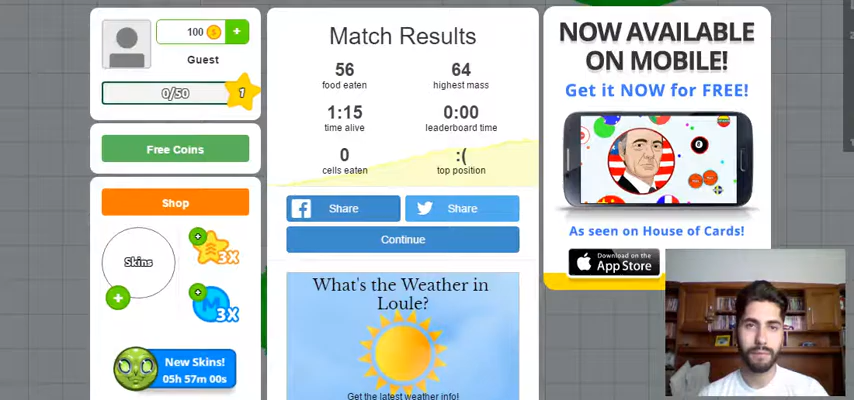 100
+
Guest
0/50
1
Free Coins
Shop
Skins
3X
M
3X
New Skins!
05h 57m 00s
Match Results
56
food eaten
64
highest mass
1:15
time alive
0:00
leaderboard time
0
cells eaten
:(
top position
Share
Share
Continue
What's the Weather in
Loule?
Get the latest weather info!
NOW AVAILABLE
ON MOBILE!
Get it NOW for FREE!
8
As seen on House of Cards!
Download on the
App Store